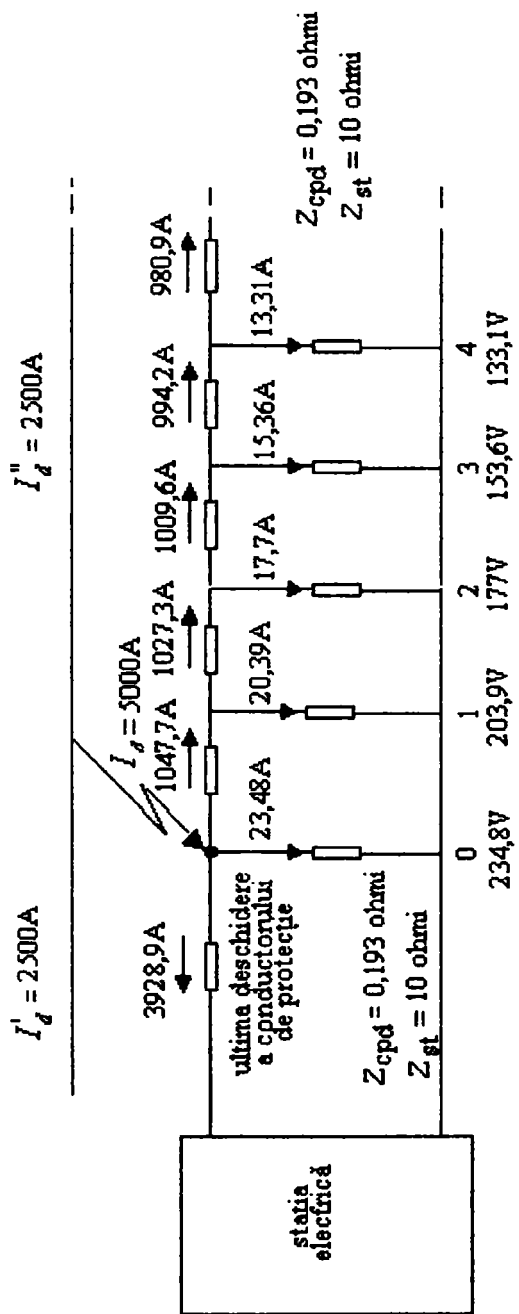 I'd = 2500A
I''d = 2500A
Id = 5000A
3928,9A
1047,7A
1027,3A
1009,6A
994,2A
980,9A
ultima deschidere
a conductorului
de protecție
23,48A
20,39A
17,7A
15,36A
13,31A
Zcpd = 0,193 ohmi
Zst = 10 ohmi
Zcpd = 0,193 ohmi
Zst = 10 ohmi
stația
electrică
0
1
2
3
4
234,8V
203,9V
177V
153,6V
133,1V